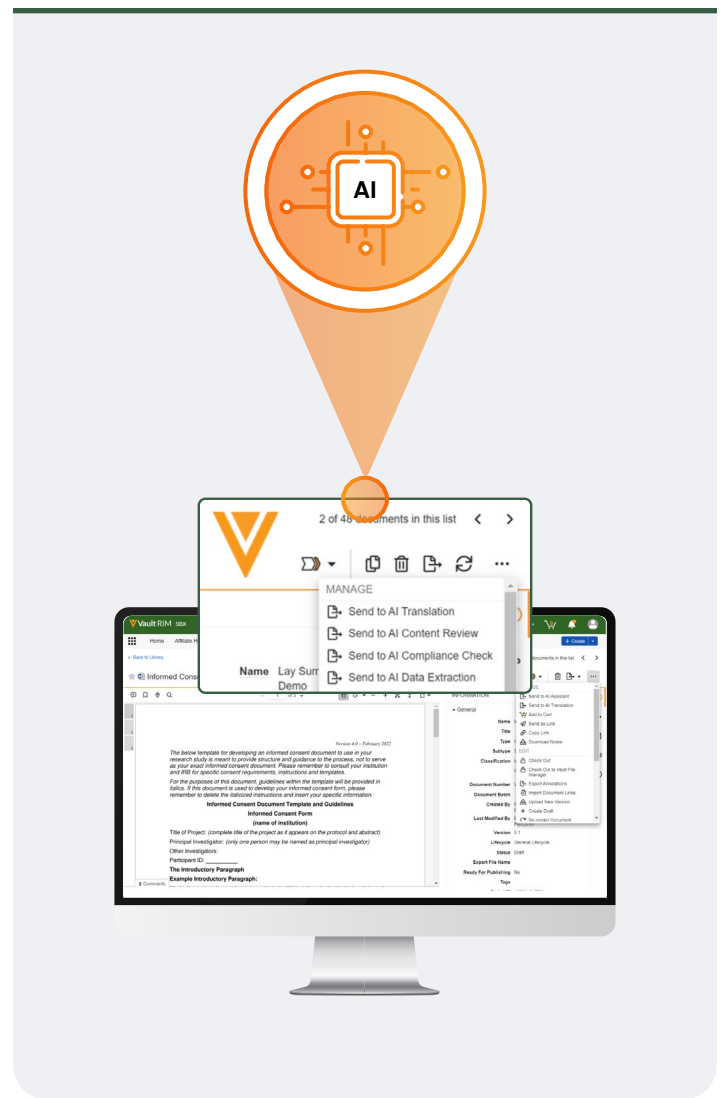 AI
2 of 48 documents in this list
MANAGE
Send to AI Translation
Send to AI Content Review
Send to AI Compliance Check
Send to AI Data Extraction
Name Lay Sum
Demo
Vault RIM SBX
Home Affiliate H
+ Create
< Back to Library
documents in this list
Informed Cons
1 of 5
INFORMATION
General
Name
Title
Type
Subtype
Classification
Document Number
Document Batch
Created By
Last Modified By
Version 0.1
Lifecycle General Lifecycle
Status Draft
Export File Name
Ready For Publishing No
Tags
Send to AI Assistant
Send to AI Translation
Add to Cart
Send as Link
Copy Link
Download Notes
EDIT
Check Out
Check Out to Vault File
Manager
Export Annotations
Import Document Links
Upload New Version
Create Draft
Re-render Document
Version 4.0 – February 2022
The below template for developing an informed consent document to use in your
research study is meant to provide structure and guidance to the process, not to serve
as your exact informed consent document. Please remember to consult your institution
and IRB for specific consent requirements, instructions and templates.
For the purposes of this document, guidelines within the template will be provided in
italics. If this document is used to develop your informed consent form, please
remember to delete the italicized instructions and insert your specific information.
Informed Consent Document Template and Guidelines
Informed Consent Form
(name of institution)
Title of Project: (complete title of the project as it appears on the protocol and abstract)
Principal Investigator: (only one person may be named as principal investigator)
Other Investigators:
Participant ID: ________
The Introductory Paragraph
Example Introductory Paragraph:
8 Comments